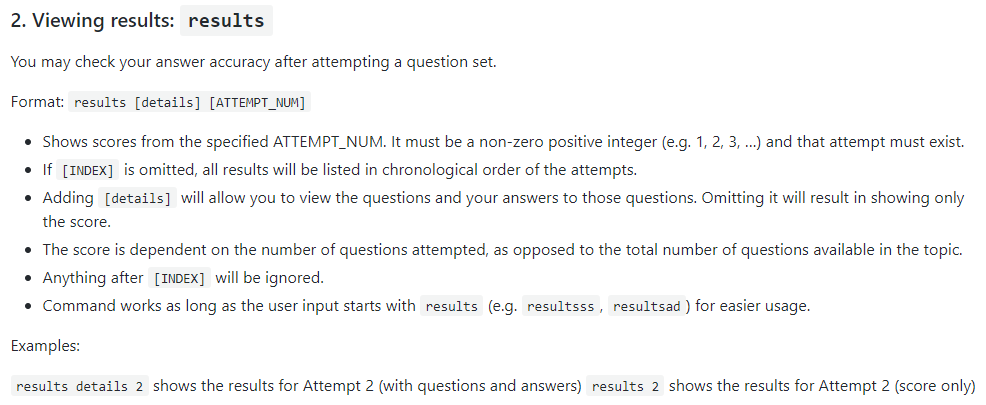 2. Viewing results: results
You may check your answer accuracy after attempting a question set.
Format: results [details] [ATTEMPT_NUM]
• Shows scores from the specified ATTEMPT_NUM. It must be a non-zero positive integer (e.g. 1, 2, 3, ...) and that attempt must exist.
• If [INDEX] is omitted, all results will be listed in chronological order of the attempts.
• Adding [details] will allow you to view the questions and your answers to those questions. Omitting it will result in showing only
the score.
• The score is dependent on the number of questions attempted, as opposed to the total number of questions available in the topic.
• Anything after [INDEX] will be ignored.
• Command works as long as the user input starts with results (e.g. resultsss, resultsad) for easier usage.
Examples:
results details 2 shows the results for Attempt 2 (with questions and answers) results 2 shows the results for Attempt 2 (score only)